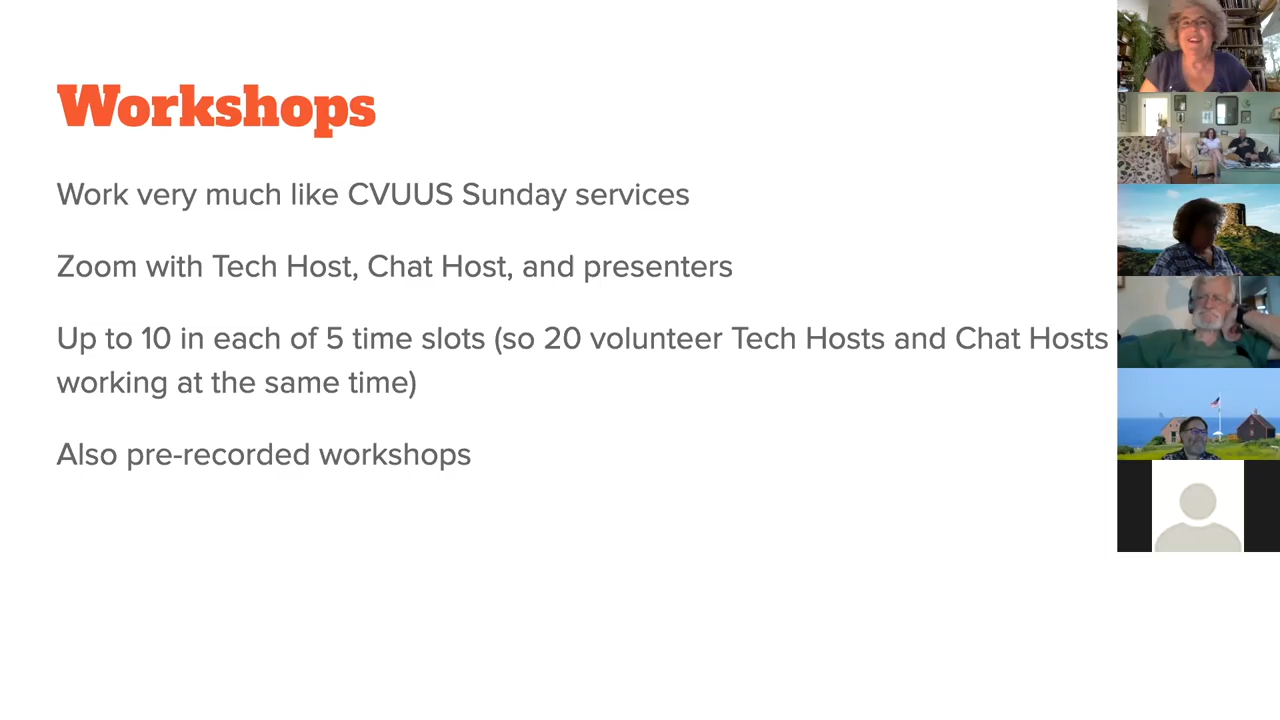 Workshops
Work very much like CVUUS Sunday services
Zoom with Tech Host, Chat Host, and presenters
Up to 10 in each of 5 time slots (so 20 volunteer Tech Hosts and Chat Hosts
working at the same time)
Also pre-recorded workshops